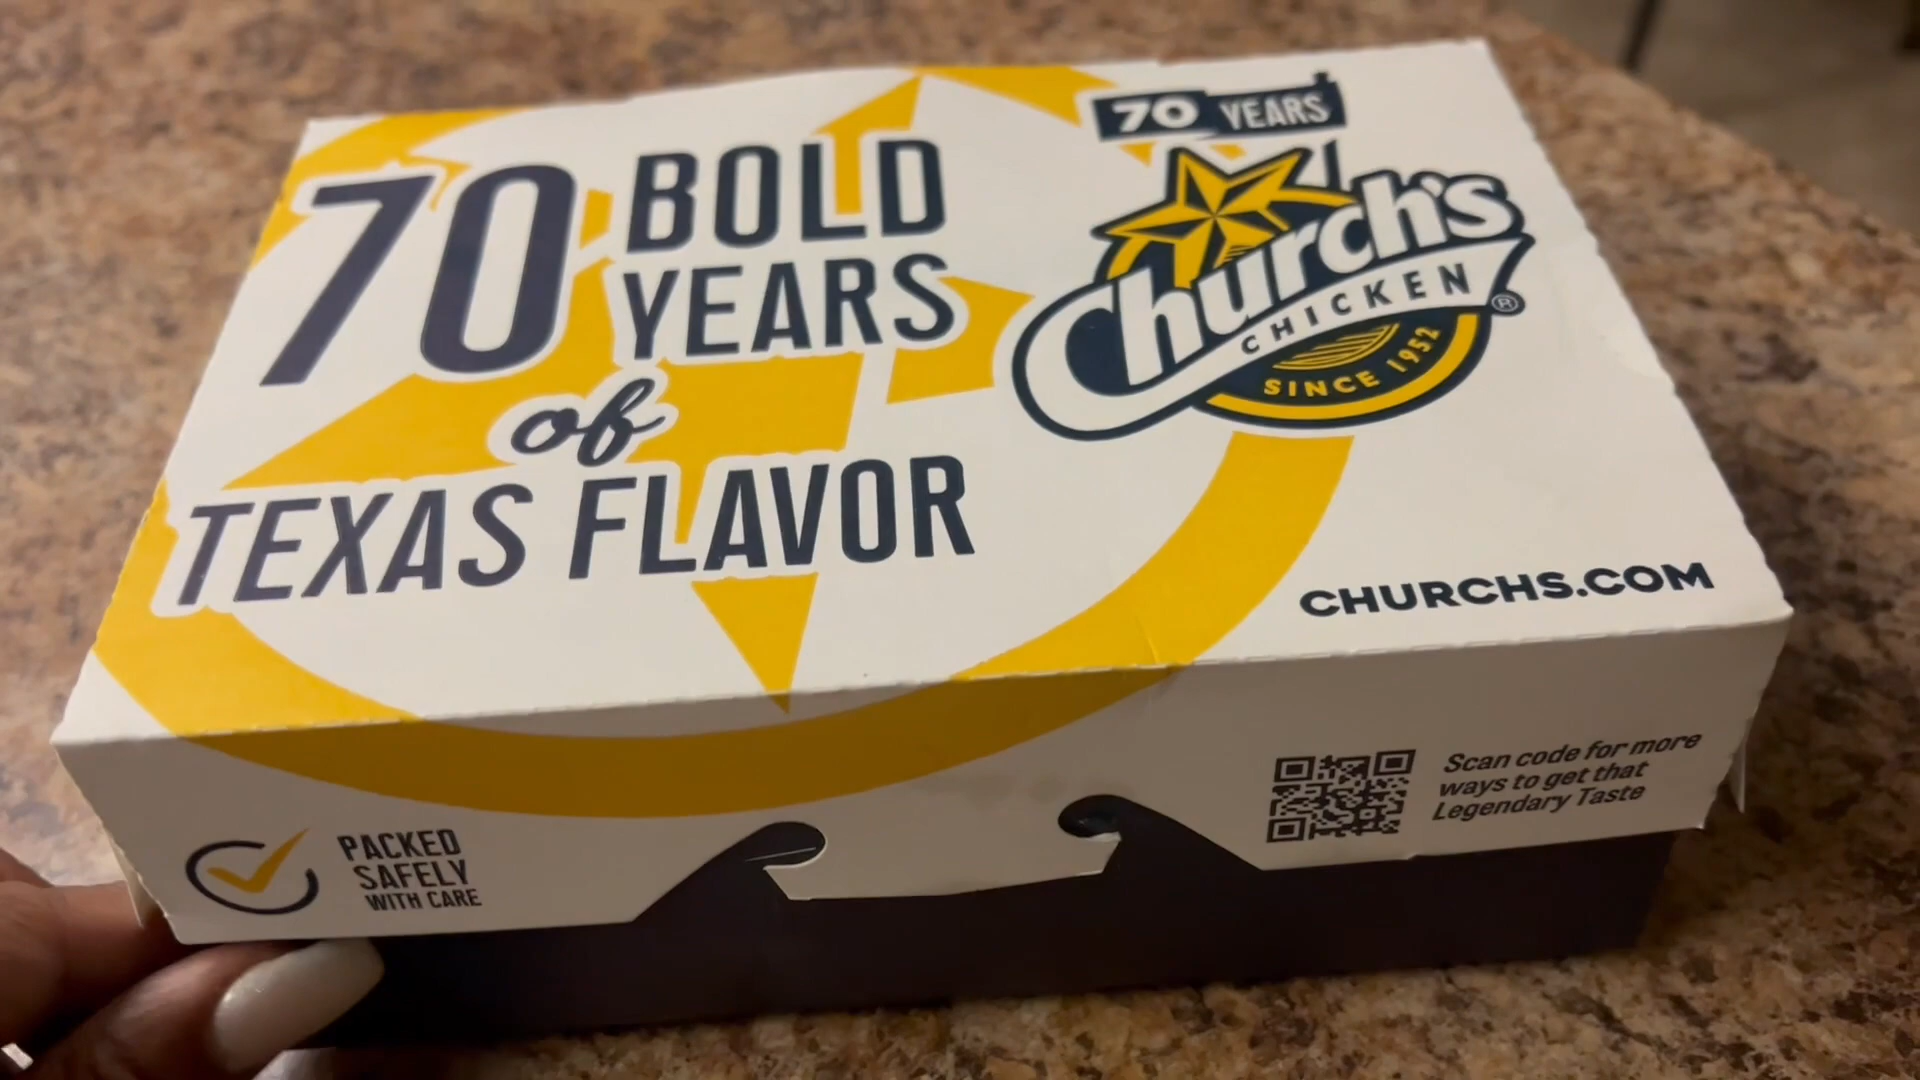 70 BOLD
YEARS
of
TEXAS FLAVOR
70 YEARS
Church's
CHICKEN
®
SINCE 1952
CHURCHS.COM
PACKED
SAFELY
WITH CARE
Scan code for more
ways to get that
Legendary Taste